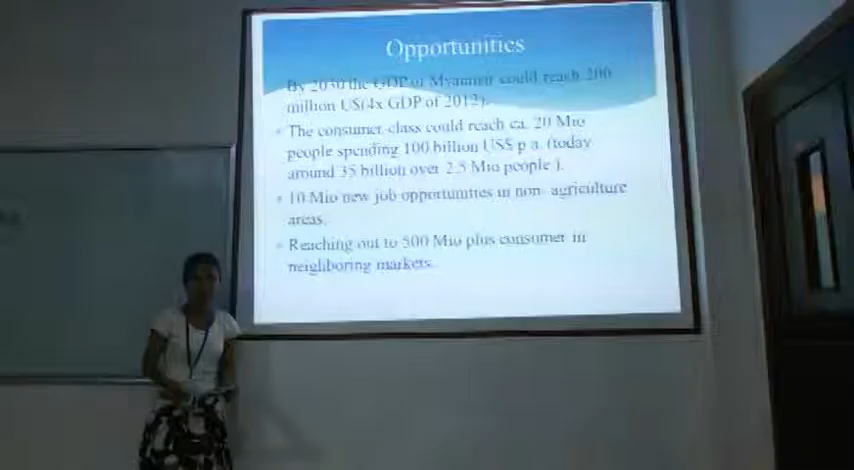 Opportunities
By 2030 the GDP of Myanmar could reach 200
million US(4x GDP of 2012).
The consumer class could reach ca. 20 Mio
people spending 100 billion US$ p a. (today
around 35 billion over 2.5 Mio people ).
10 Mio new job opportunities in non- agriculture
areas.
Reaching out to 500 Mio plus consumer in
neighboring markets.